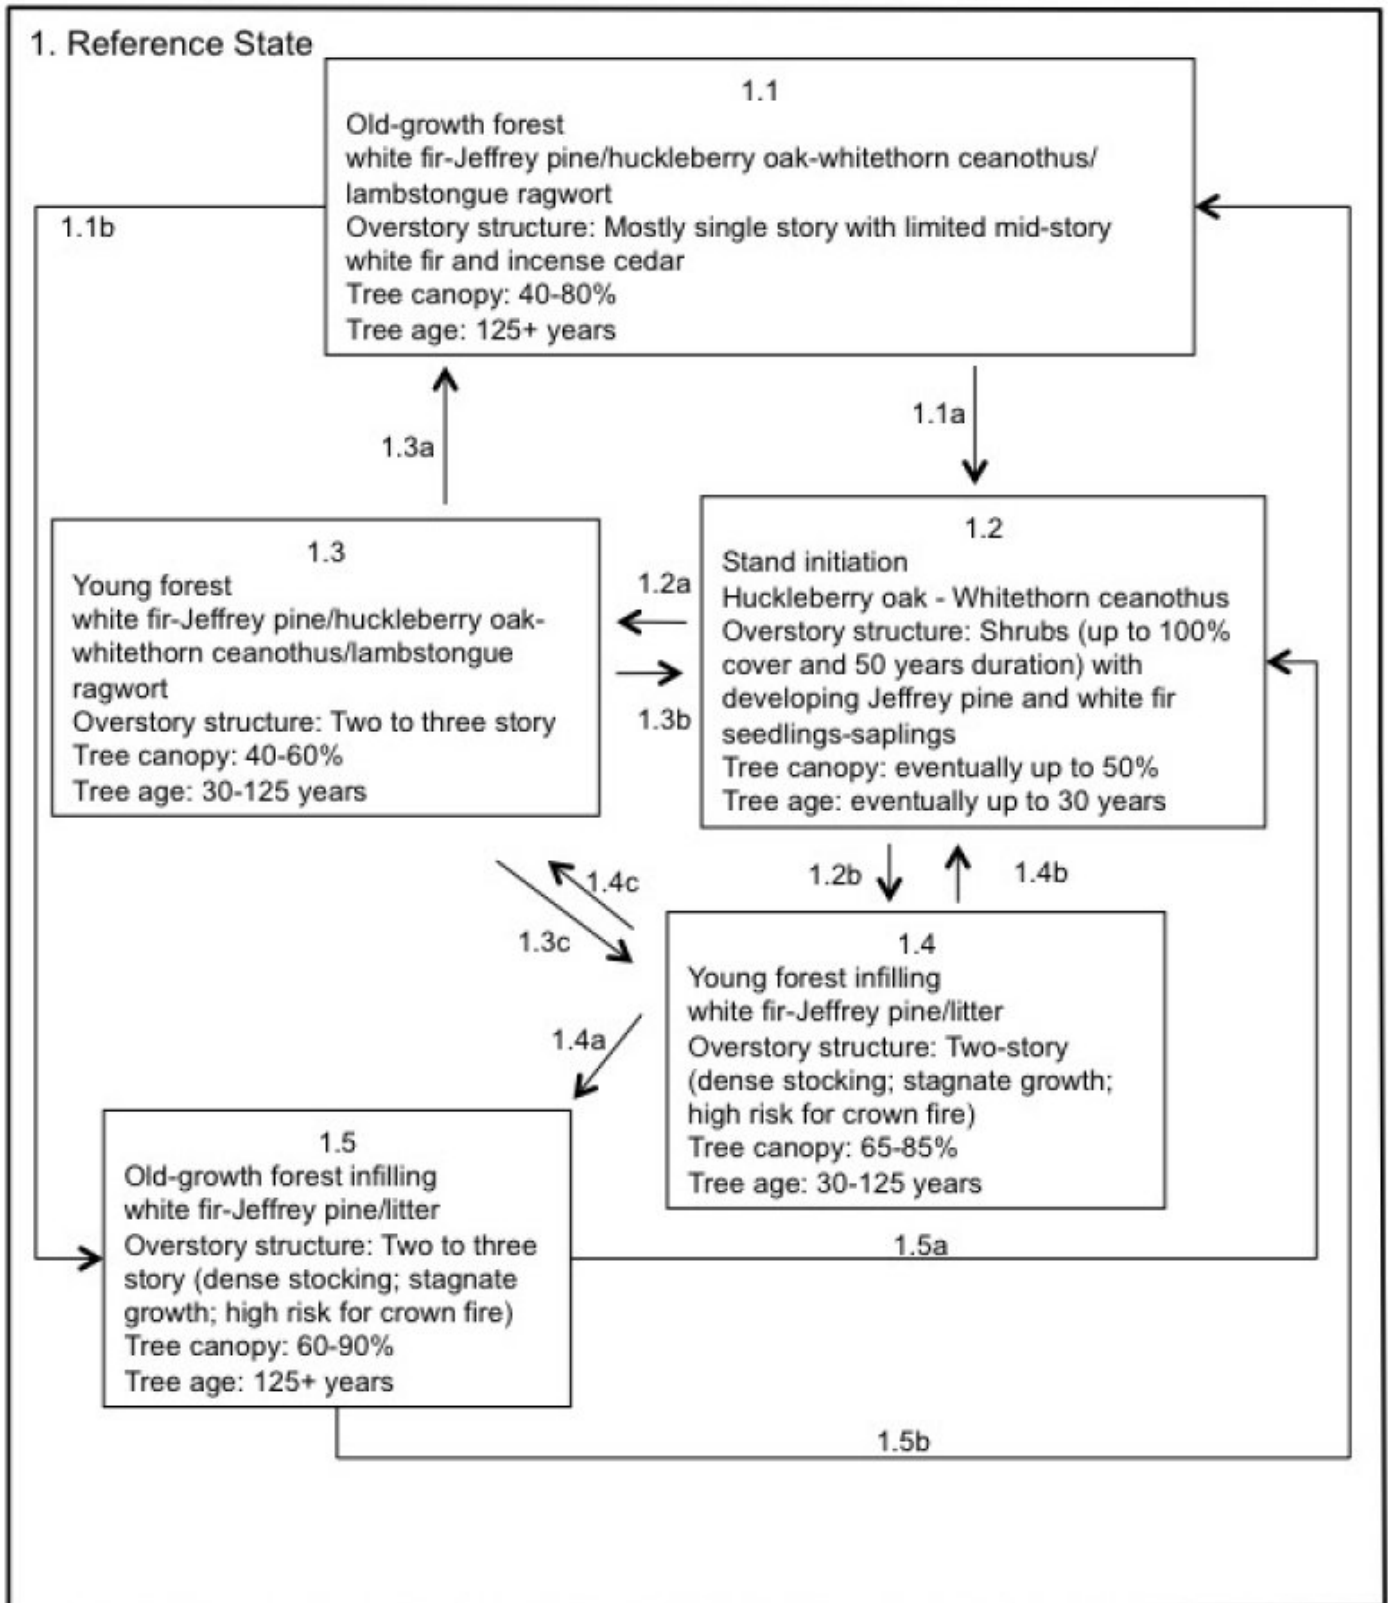 1. Reference State
1.1
Old-growth forest
white fir-Jeffrey pine/huckleberry oak-whitethorn ceanothus/
lambstongue ragwort
Overstory structure: Mostly single story with limited mid-story
white fir and incense cedar
Tree canopy: 40-80%
Tree age: 125+ years
1.1b
1.1a
1.3a
1.3
Young forest
white fir-Jeffrey pine/huckleberry oak-
whitethorn ceanothus/lambstongue
ragwort
Overstory structure: Two to three story
Tree canopy: 40-60%
Tree age: 30-125 years
1.2a
1.3b
1.2
Stand initiation
Huckleberry oak - Whitethorn ceanothus
Overstory structure: Shrubs (up to 100%
cover and 50 years duration) with
developing Jeffrey pine and white fir
seedlings-saplings
Tree canopy: eventually up to 50%
Tree age: eventually up to 30 years
1.4c
1.3c
1.2b
1.4b
1.4
Young forest infilling
white fir-Jeffrey pine/litter
Overstory structure: Two-story
(dense stocking; stagnate growth;
high risk for crown fire)
Tree canopy: 65-85%
Tree age: 30-125 years
1.4a
1.5
Old-growth forest infilling
white fir-Jeffrey pine/litter
Overstory structure: Two to three
story (dense stocking; stagnate
growth; high risk for crown fire)
Tree canopy: 60-90%
Tree age: 125+ years
1.5a
1.5b